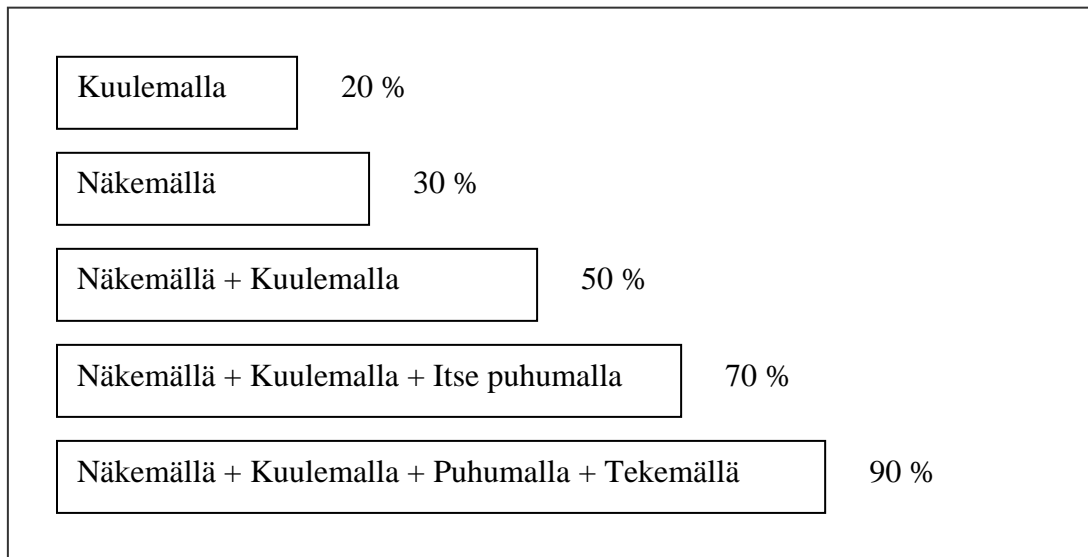 Kuulemalla 20 %
Näkemällä 30 %
Näkemällä + Kuulemalla 50 %
Näkemällä + Kuulemalla + Itse puhumalla 70 %
Näkemällä + Kuulemalla + Puhumalla + Tekemällä 90 %